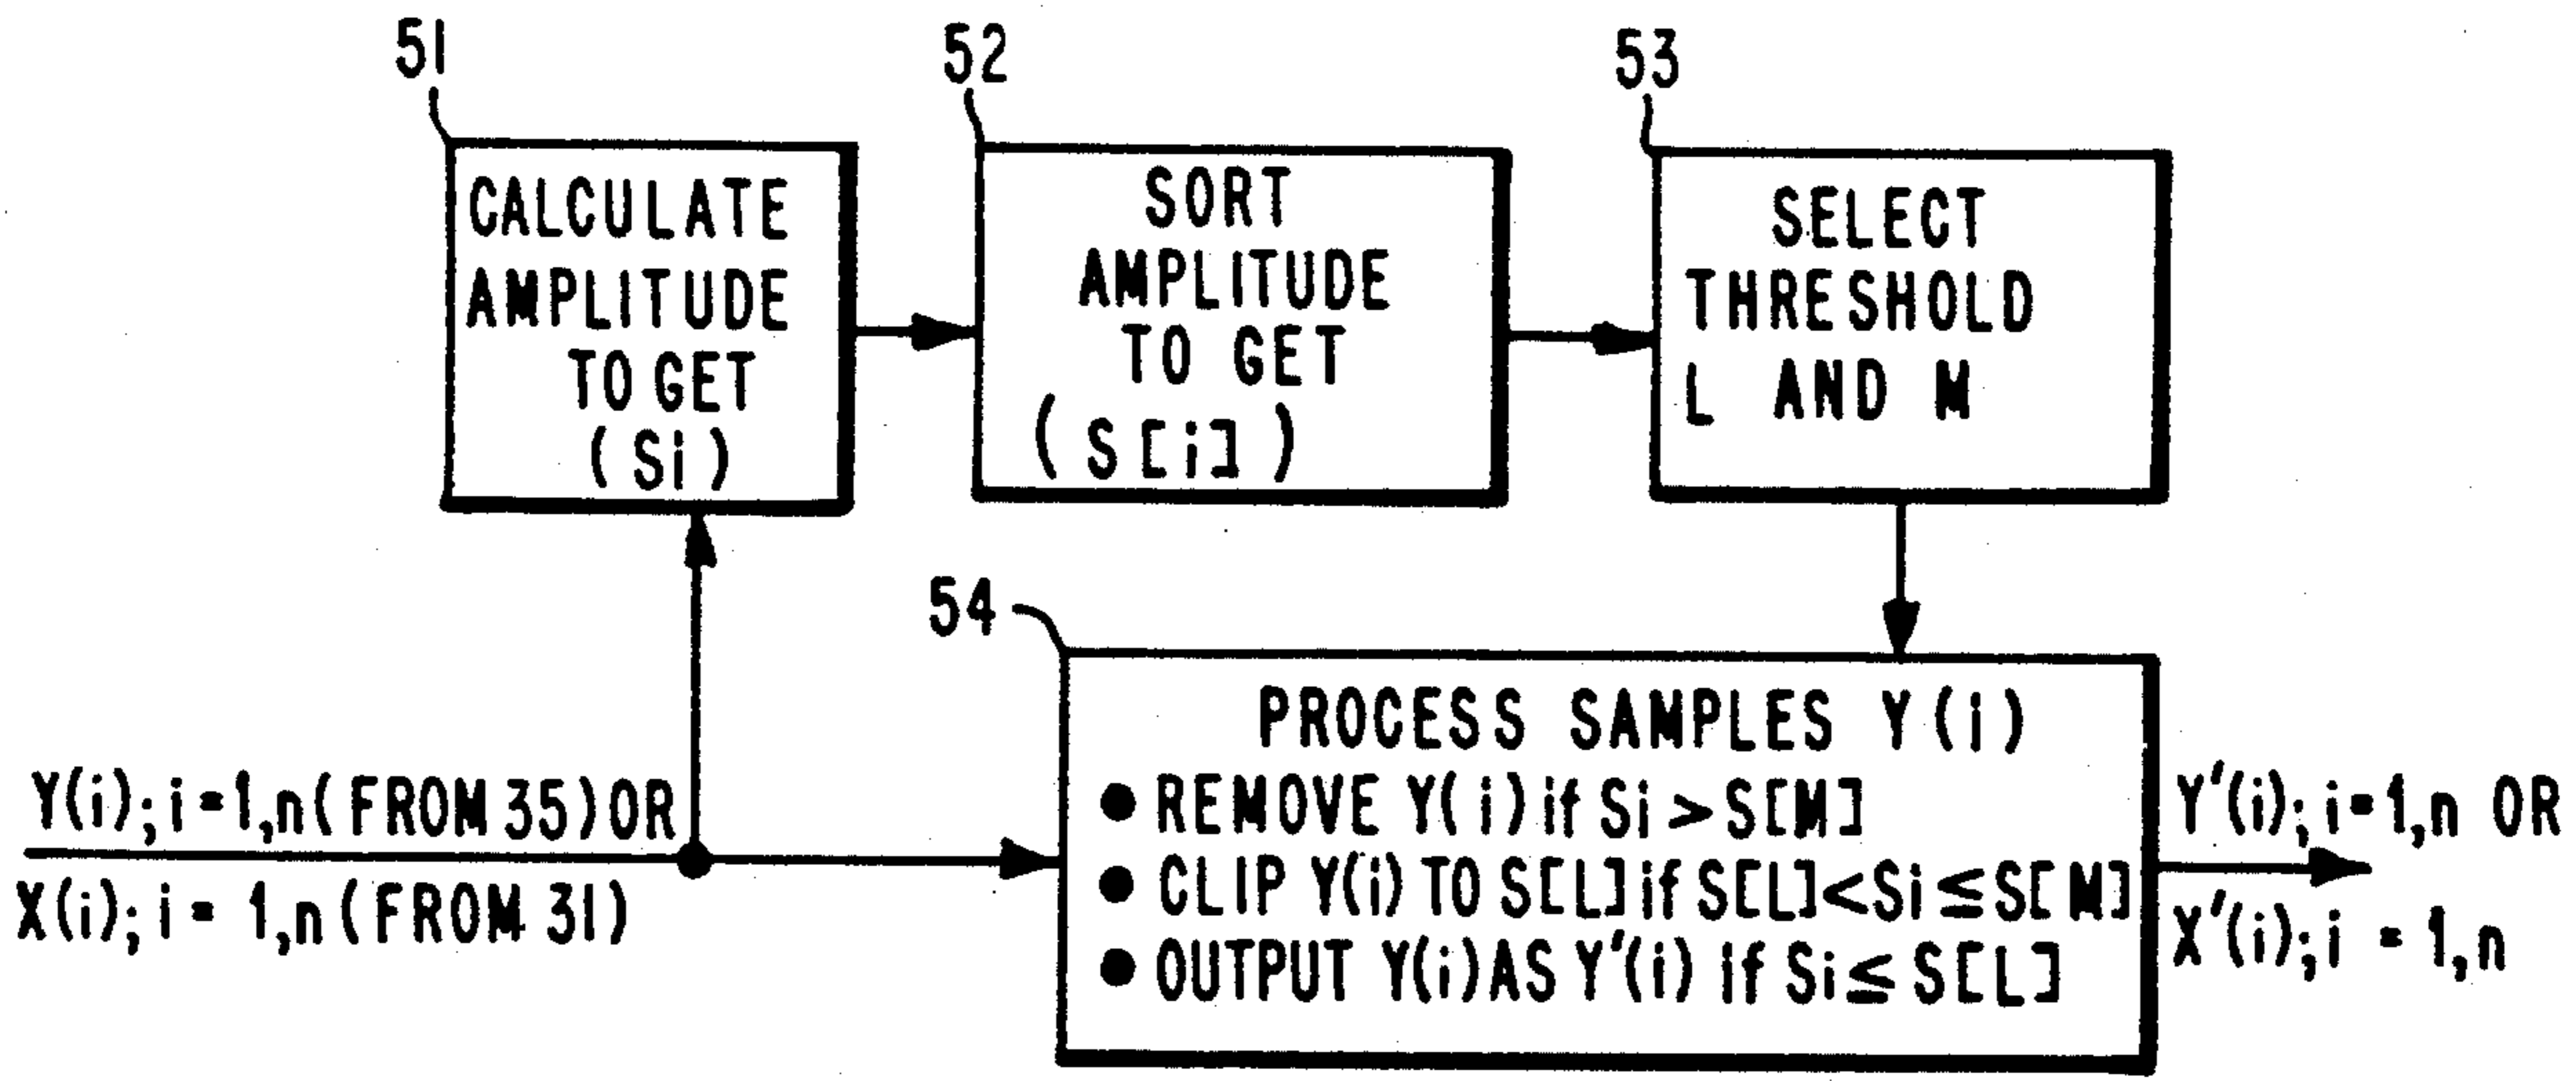 51
CALCULATE
AMPLITUDE
TO GET
(Si)
52
SORT
AMPLITUDE
TO GET
(S[i])
53
SELECT
THRESHOLD
L AND M
54
PROCESS SAMPLES Y(i)
● REMOVE Y(i) if Si > S[M]
● CLIP Y(i) TO S[L] if S[L]<Si≦S[M]
● OUTPUT Y(i) AS Y'(i) if Si≦S[L]
Y(i); i=1,n (FROM 35) OR
X(i); i=1,n (FROM 31)
Y'(i); i=1,n OR
X'(i); i=1,n